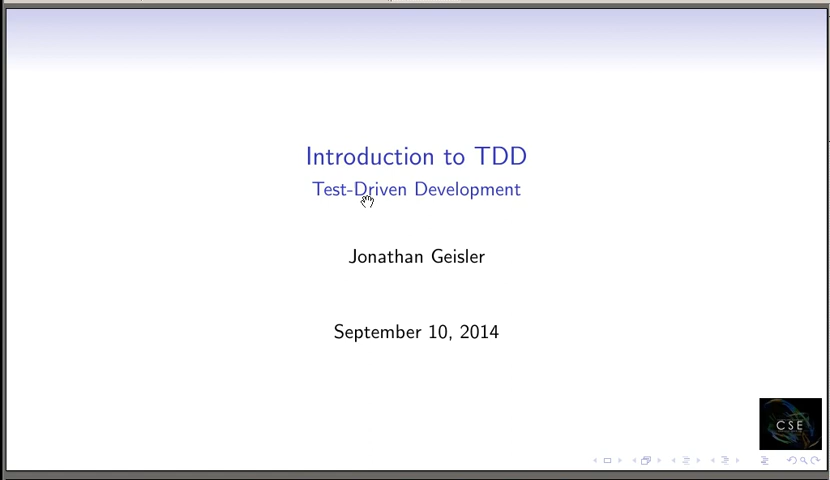 Introduction to TDD
Test-Driven Development
Jonathan Geisler
September 10, 2014
CSE